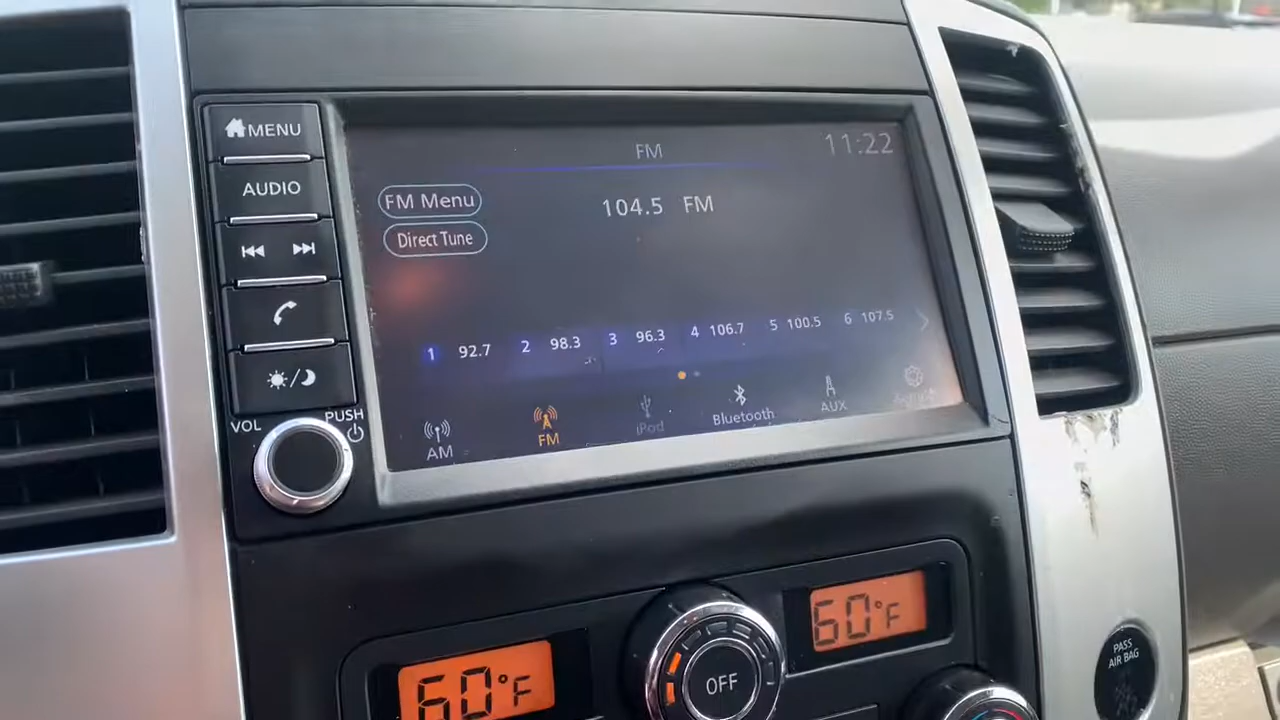 MENU
AUDIO
VOL
PUSH
FM
11:22
FM Menu
104.5 FM
Direct Tune
1 92.7 2 98.3 3 96.3 4 106.7 5 100.5 6 107.5
AM FM iPod Bluetooth AUX
60°F
60°F
OFF
PASS
AIR BAG